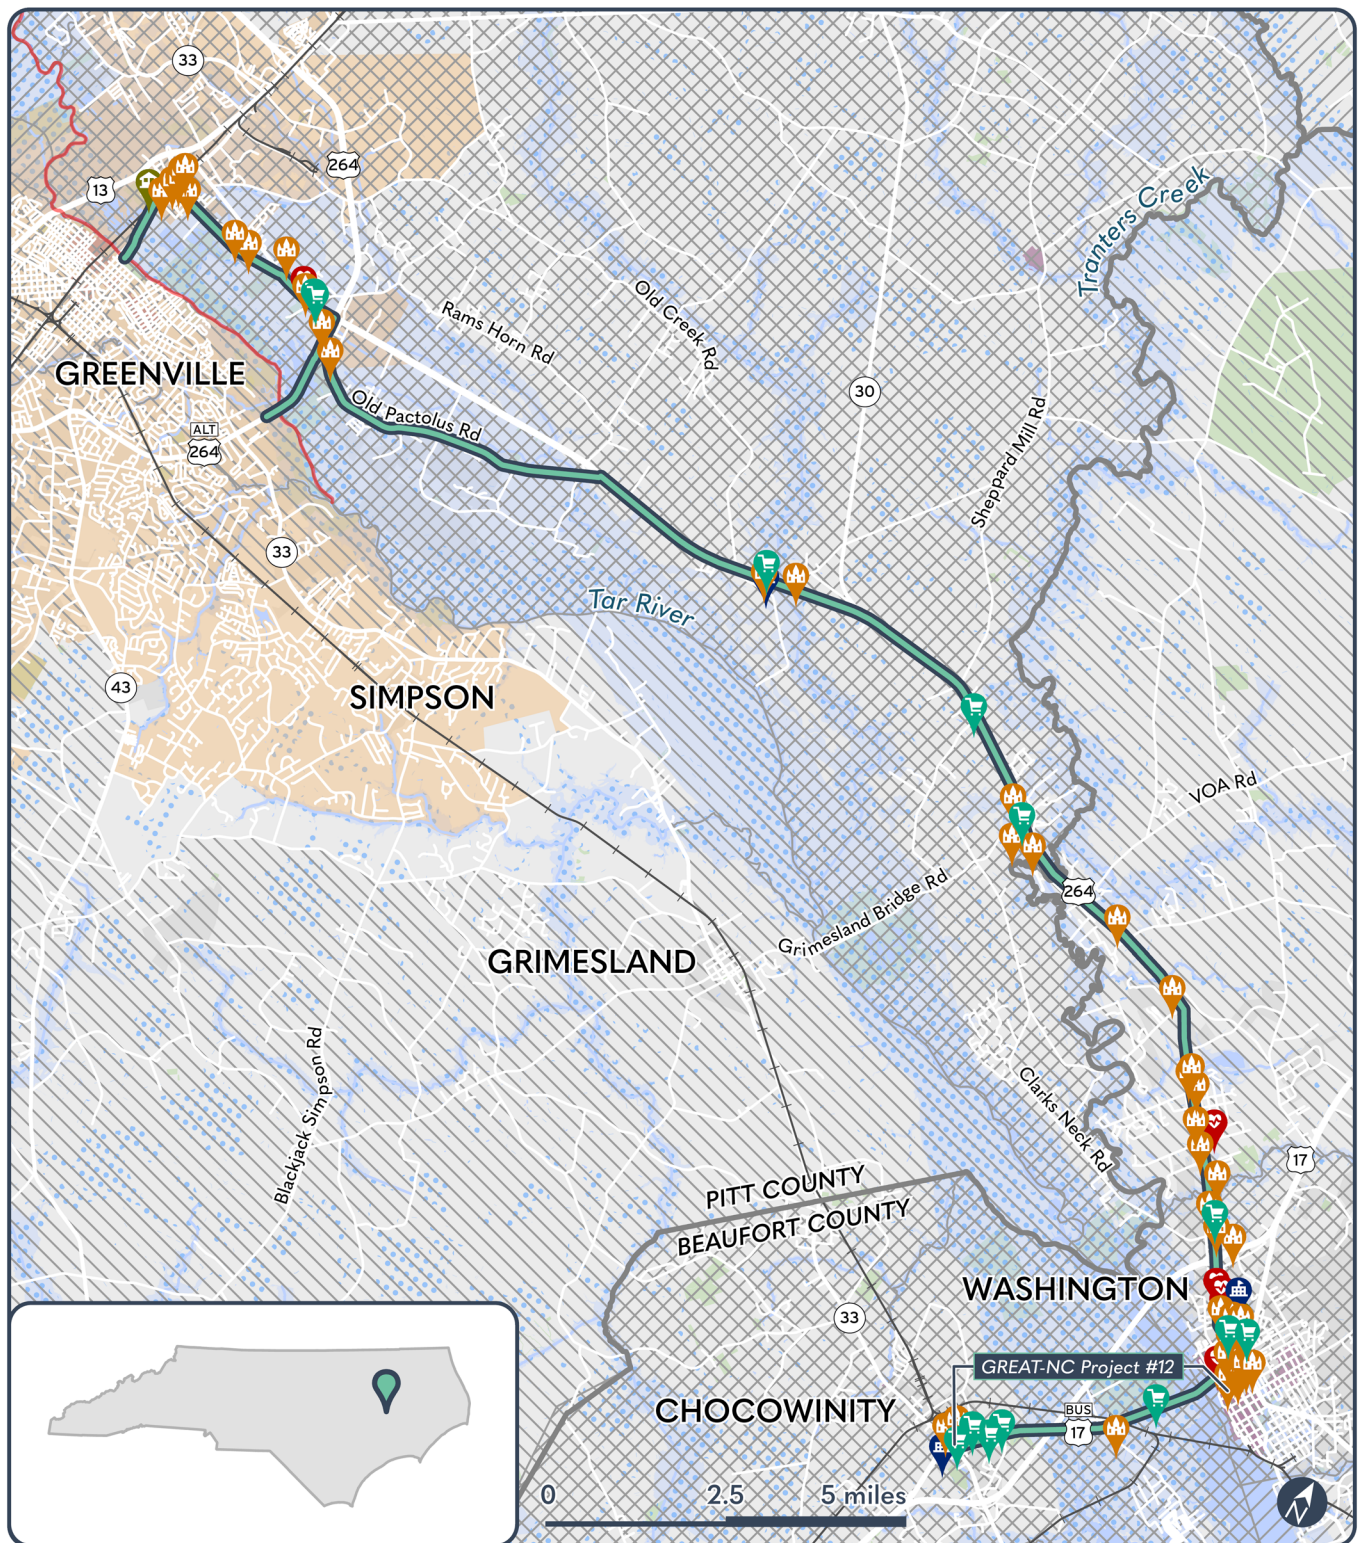 33
264
13
Tranters Creek
Rams Horn Rd
Old Creek Rd
GREENVILLE
30
Old Pactolus Rd
ALT
264
Sheppard Mill Rd
33
Tar River
43
SIMPSON
VOA Rd
264
Grimesland Bridge Rd
GRIMESLAND
Blackjack Simpson Rd
Clarks Neck Rd
17
PITT COUNTY
BEAUFORT COUNTY
WASHINGTON
33
GREAT-NC Project #12
CHOCOWINITY
BUS
17
0 2.5 5 miles
N